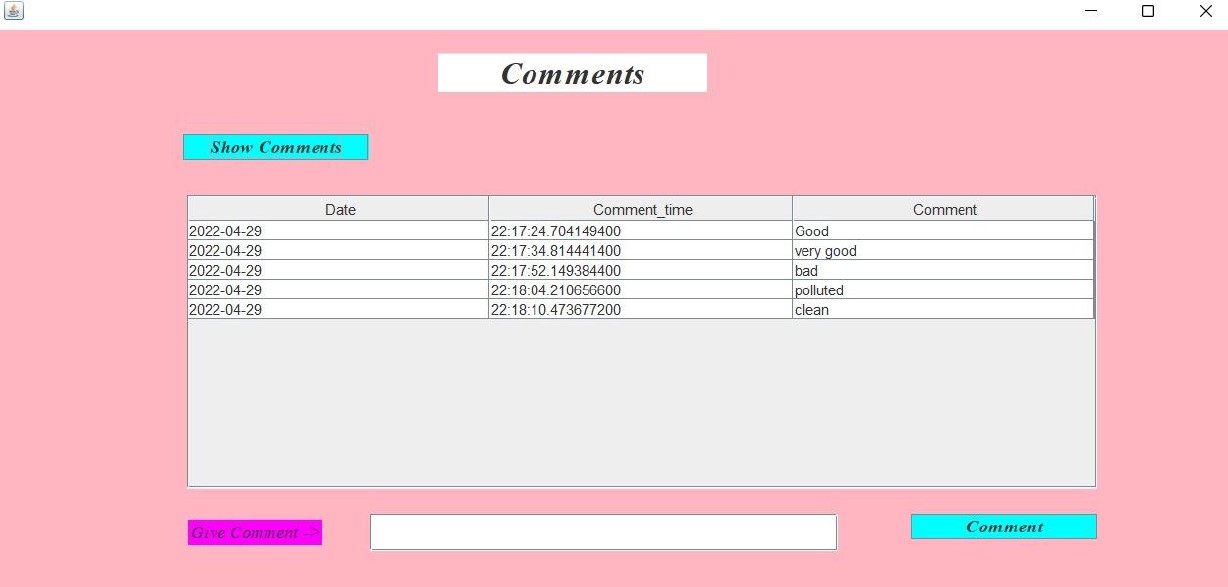 Comments
Show Comments
Date Comment_time Comment
2022-04-29 22:17:24.704149400 Good
2022-04-29 22:17:34.814441400 very good
2022-04-29 22:17:52.149384400 bad
2022-04-29 22:18:04.210656600 polluted
2022-04-29 22:18:10.473677200 clean
Give Comment -> Comment